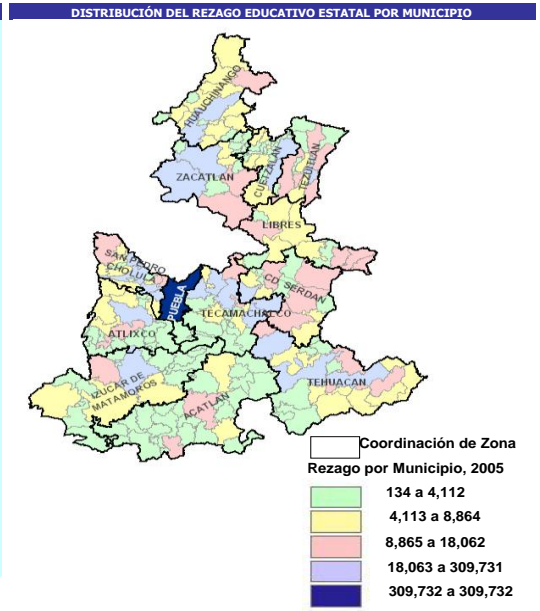 DISTRIBUCIÓN DEL REZAGO EDUCATIVO ESTATAL POR MUNICIPIO
HUAUCHINANGO
ZACATLAN
CUETZALAN
TEZIUTLAN
LIBRES
SAN PEDRO
CHOLULA
PUEBLA
CD. SERDAN
TECAMACHALCO
ATLIXCO
IZUCAR DE
MATAMOROS
ACATLAN
TEHUACAN
Coordinación de Zona
Rezago por Municipio, 2005
134 a 4,112
4,113 a 8,864
8,865 a 18,062
18,063 a 309,731
309,732 a 309,732